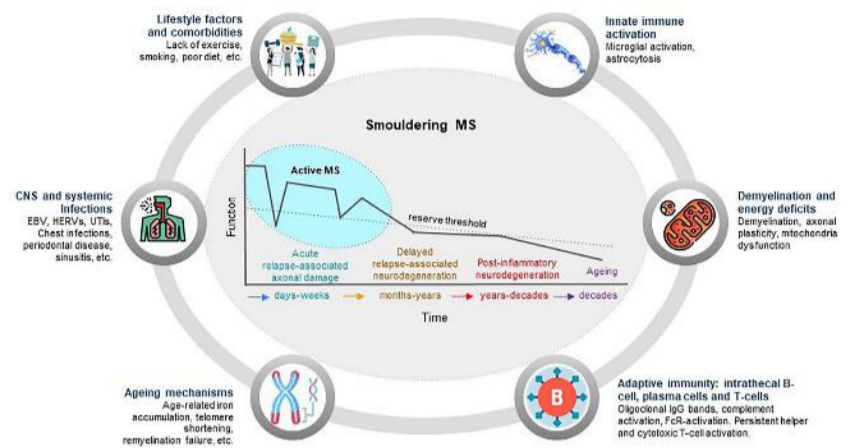 Lifestyle factors
and comorbidities
Lack of exercise,
smoking, poor diet, etc.
Innate immune
activation
Microglial activation,
astrocytosis
CNS and systemic
Infections
EBV, HERVs, UTIs,
Chest infections,
periodontal disease,
sinusitis, etc.
Smouldering MS
Active MS
reserve threshold
Function
Acute
relapse-associated
axonal damage
Delayed
relapse-associated
neurodegeneration
Post-inflammatory
neurodegeneration
Ageing
days-weeks
months-years
years-decades
decades
Time
Demyelination and
energy deficits
Demyelination, axonal
plasticity, mitochondria
dysfunction
Ageing mechanisms
Age-related iron
accumulation, telomere
shortening,
remyelination failure, etc.
B
Adaptive immunity: intrathecal B-
cell, plasma cells and T-cells
Oligoclonal IgG bands, complement
activation, FcR-activation. Persistent helper
and cytotoxic T-cell activation.